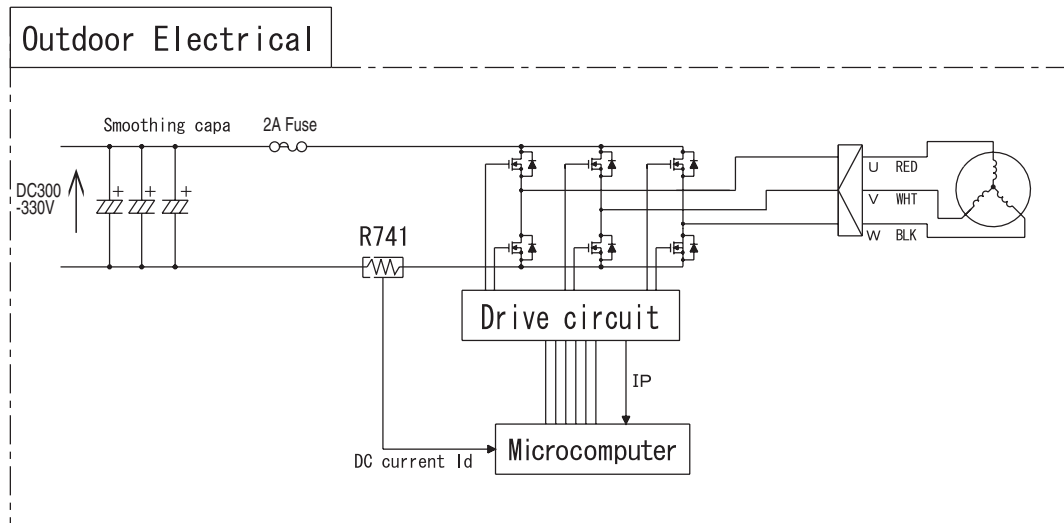 Outdoor Electrical
Smoothing capa
2A Fuse
DC300
-330V
+
+
+
R741
U RED
V WHT
W BLK
Drive circuit
IP
Microcomputer
DC current Id